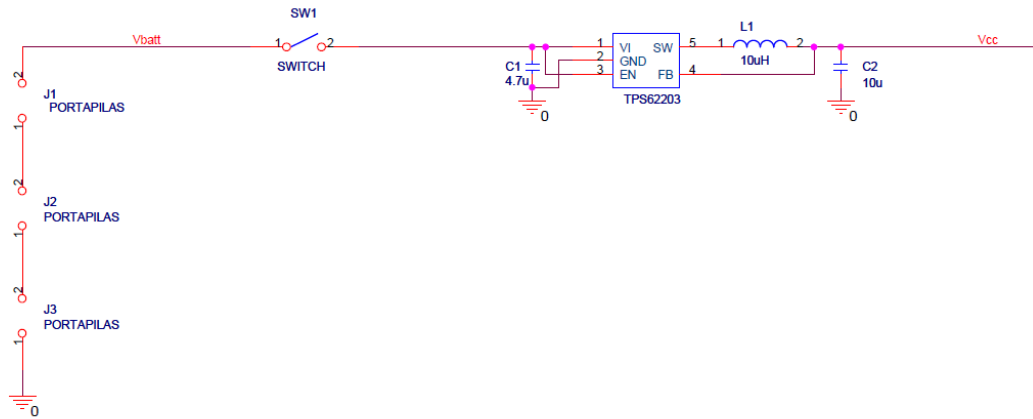 SW1
Vbatt
1
2
SWITCH
2
J1
PORTAPILAS
1
2
J2
PORTAPILAS
1
2
J3
PORTAPILAS
1
0
C1
4.7u
0
1
2
3
VI
GND
EN
SW
FB
5
4
TPS62203
L1
1
2
10uH
Vcc
C2
10u
0